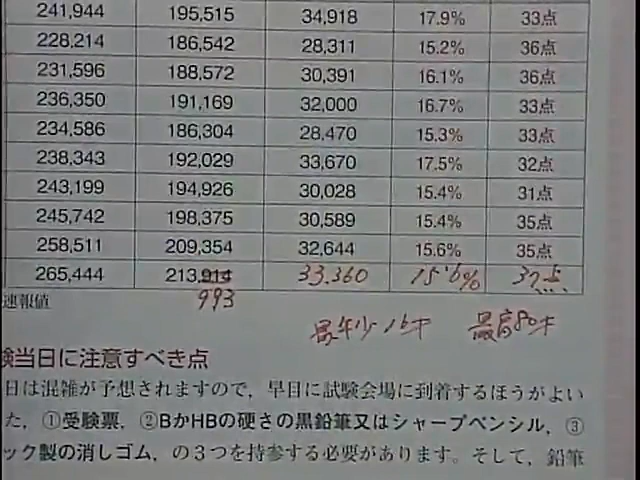 241,944 195,515 34,918 17.9% 33点
228,214 186,542 28,311 15.2% 36点
231,596 188,572 30,391 16.1% 36点
236,350 191,169 32,000 16.7% 33点
234,586 186,304 28,470 15.3% 33点
238,343 192,029 33,670 17.5% 32点
243,199 194,926 30,028 15.4% 31点
245,742 198,375 30,589 15.4% 35点
258,511 209,354 32,644 15.6% 35点
265,444 213,914 33.360 15.6% 37点
速報値 993
最年少16才 最高80才
検当日に注意すべき点
日は混雑が予想されますので、早目に試験会場に到着するほうがよい
た、①受験票、②BかHBの硬さの黒鉛筆又はシャープペンシル、③
ック製の消しゴム、の3つを持参する必要があります。そして、鉛筆